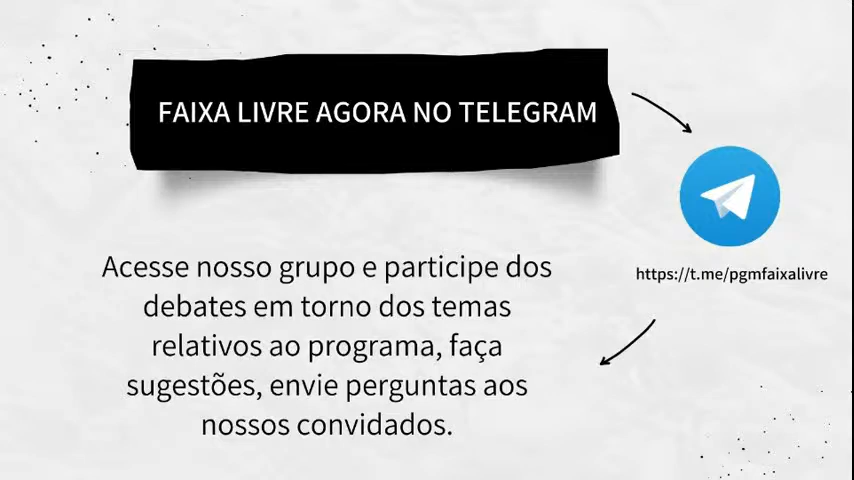 FAIXA LIVRE AGORA NO TELEGRAM
https://t.me/pgmfaixalivre
Acesse nosso grupo e participe dos
debates em torno dos temas
relativos ao programa, faça
sugestões, envie perguntas aos
nossos convidados.